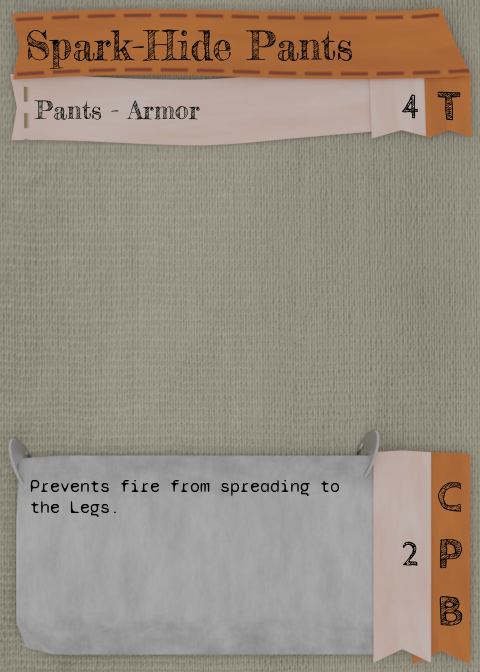 Spark-Hide Pants
Pants - Armor 4 T
Prevents fire from spreading to
the Legs.
C
2 P
B